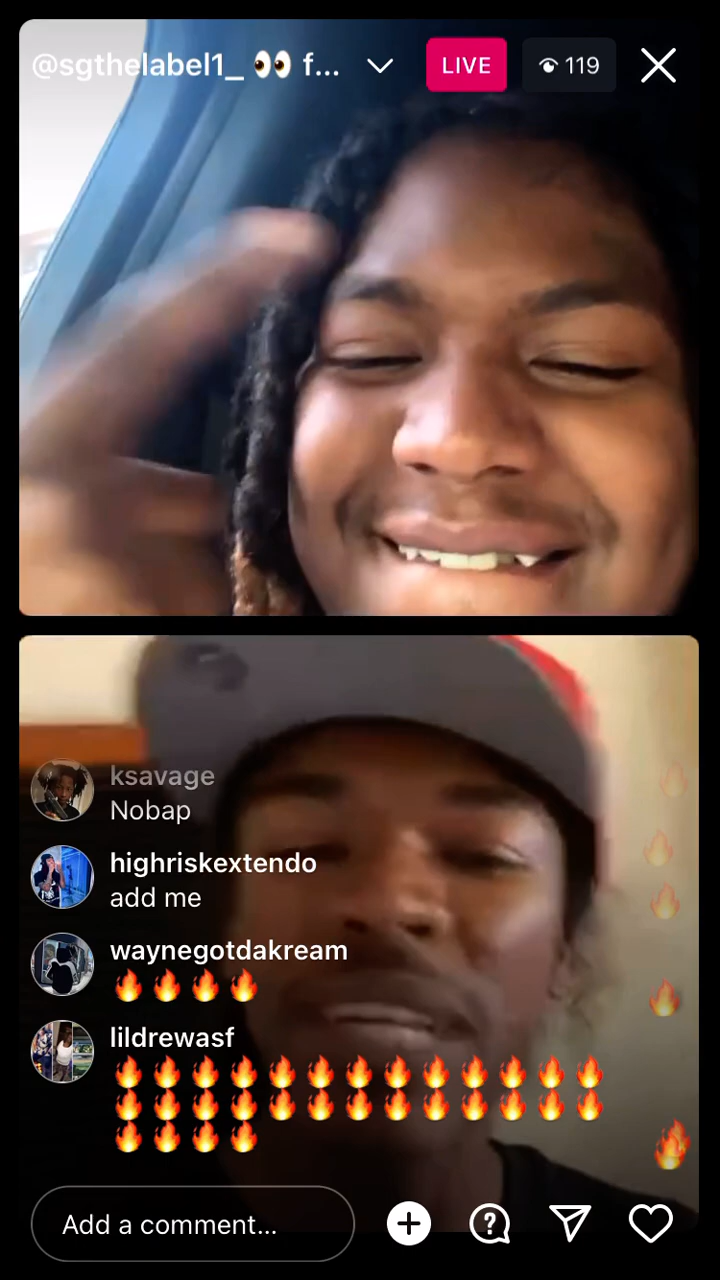 @sgthelabel1_ 👀 f...
LIVE
119
ksavage
Nobap
highriskextendo
add me
waynegotdakream
🔥🔥🔥🔥
lildrewasf
🔥🔥🔥🔥🔥🔥🔥🔥🔥🔥🔥🔥🔥
🔥🔥🔥🔥🔥🔥🔥🔥🔥🔥🔥🔥🔥
🔥🔥🔥🔥
Add a comment...